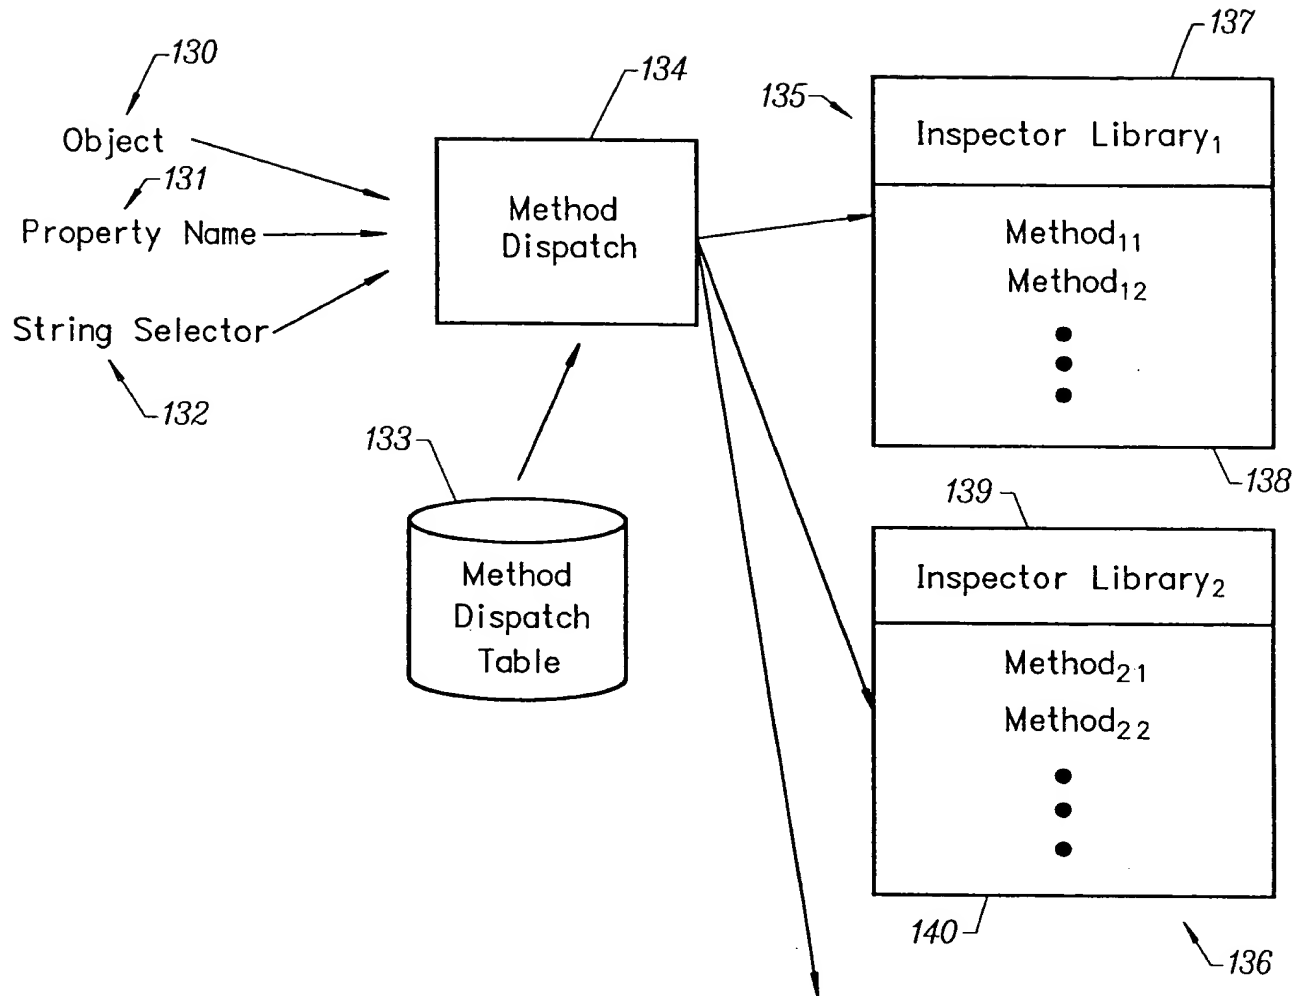 130
Object
131
Property Name
String Selector
132
134
Method
Dispatch
133
Method
Dispatch
Table
135
137
Inspector Library₁
Method₁₁
Method₁₂
138
139
Inspector Library₂
Method₂₁
Method₂₂
140
136